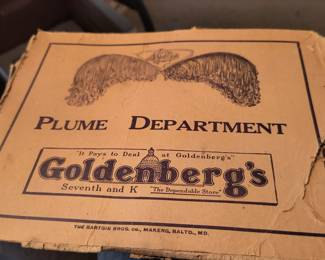 PLUME DEPARTMENT
"It Pays to Deal at Goldenberg's"
Goldenberg's
Seventh and K "The Dependable Store"
THE BARTGIS BROS. CO., MAKERS, BALTO., MD.